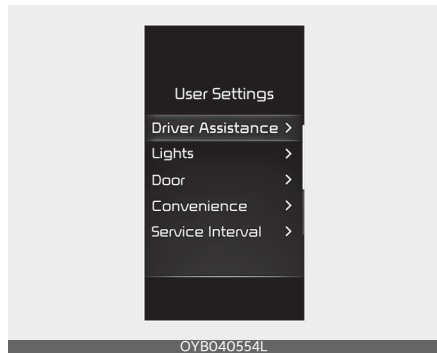 User Settings
Driver Assistance >
Lights >
Door >
Convenience >
Service Interval >
OYB040554L